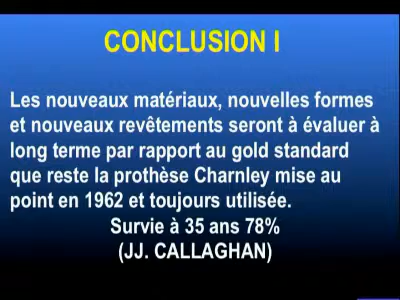 CONCLUSION I
Les nouveaux matériaux, nouvelles formes
et nouveaux revêtements seront à évaluer à
long terme par rapport au gold standard
que reste la prothèse Charnley mise au
point en 1962 et toujours utilisée.
Survie à 35 ans 78%
(JJ. CALLAGHAN)